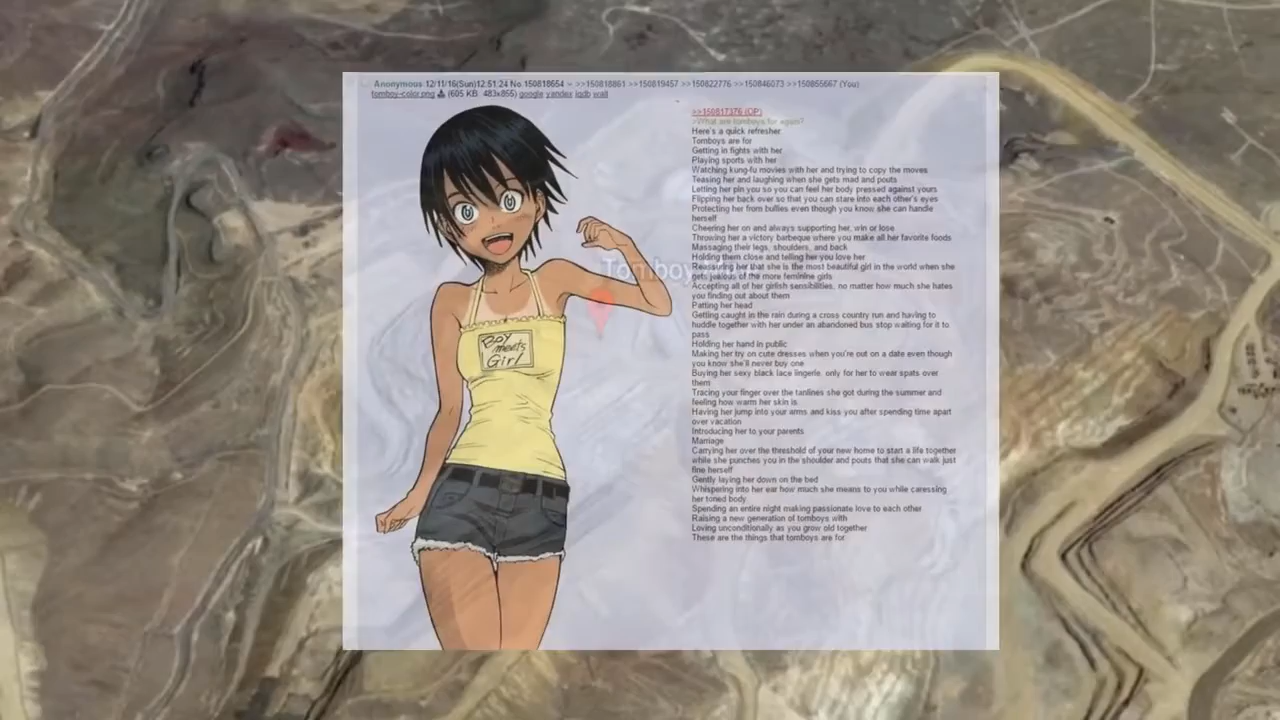 Anonymous 12/11/16(Sun)12:51:24 No.150818654 >>150818861 >>150819457 >>150822776 >>150846073 >>150855667 (You)
tomboy-color.png (605 KB, 483x855) google yandex iqdb wait
>>150817376 (OP)
>What are tomboys for again?
Here's a quick refresher
Tomboys are for
Getting in fights with her
Playing sports with her
Watching kung-fu movies with her and trying to copy the moves
Teasing her and laughing when she gets mad and pouts
Letting her pin you so you can feel her body pressed against yours
Flipping her back over so that you can stare into each other's eyes
Protecting her from bullies even though you know she can handle
herself
Cheering her on and always supporting her, win or lose
Throwing her a victory barbeque where you make all her favorite foods
Massaging their legs, shoulders, and back
Holding them close and telling her you love her
Reassuring her that she is the most beautiful girl in the world when she
gets jealous of the more feminine girls
Accepting all of her girlish sensibilities, no matter how much she hates
you finding out about them
Patting her head
Getting caught in the rain during a cross country run and having to
huddle together with her under an abandoned bus stop waiting for it to
pass
Holding her hand in public
Making her try on cute dresses when you're out on a date even though
you know she'll never buy one
Buying her sexy black lace lingerie, only for her to wear spats over
them
Tracing your finger over the tanlines she got during the summer and
feeling how warm her skin is
Having her jump into your arms and kiss you after spending time apart
over vacation
Introducing her to your parents
Marriage
Carrying her over the threshold of your new home to start a life together
while she punches you in the shoulder and pouts that she can walk just
fine herself
Gently laying her down on the bed
Whispering into her ear how much she means to you while caressing
her toned body
Spending an entire night making passionate love to each other
Raising a new generation of tomboys with
Loving unconditionally as you grow old together
These are the things that tomboys are for
Boy
meets
Girl
Tomboy